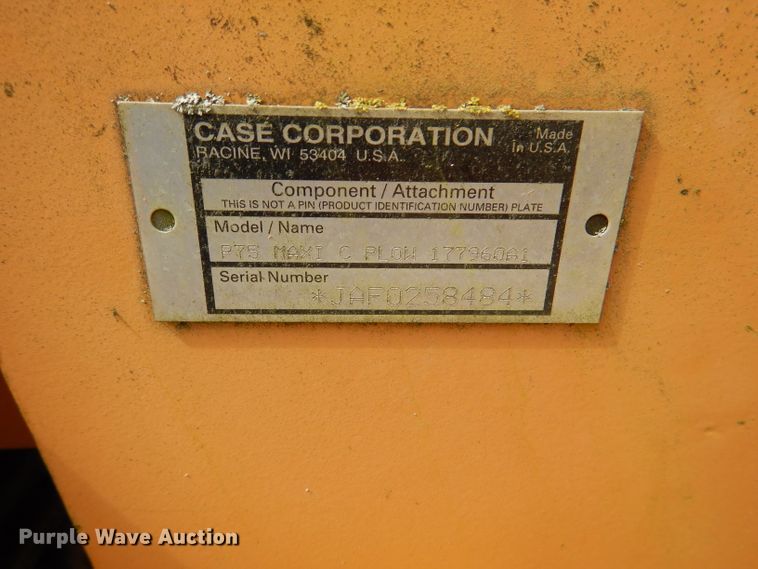 CASE CORPORATION
RACINE, WI 53404 U.S.A.
Made
In U.S.A.
Component / Attachment
THIS IS NOT A PIN (PRODUCT IDENTIFICATION NUMBER) PLATE
Model / Name
P75 MAXI C PLOW 177960A1
Serial Number
*JAF0258484*
Purple Wave Auction